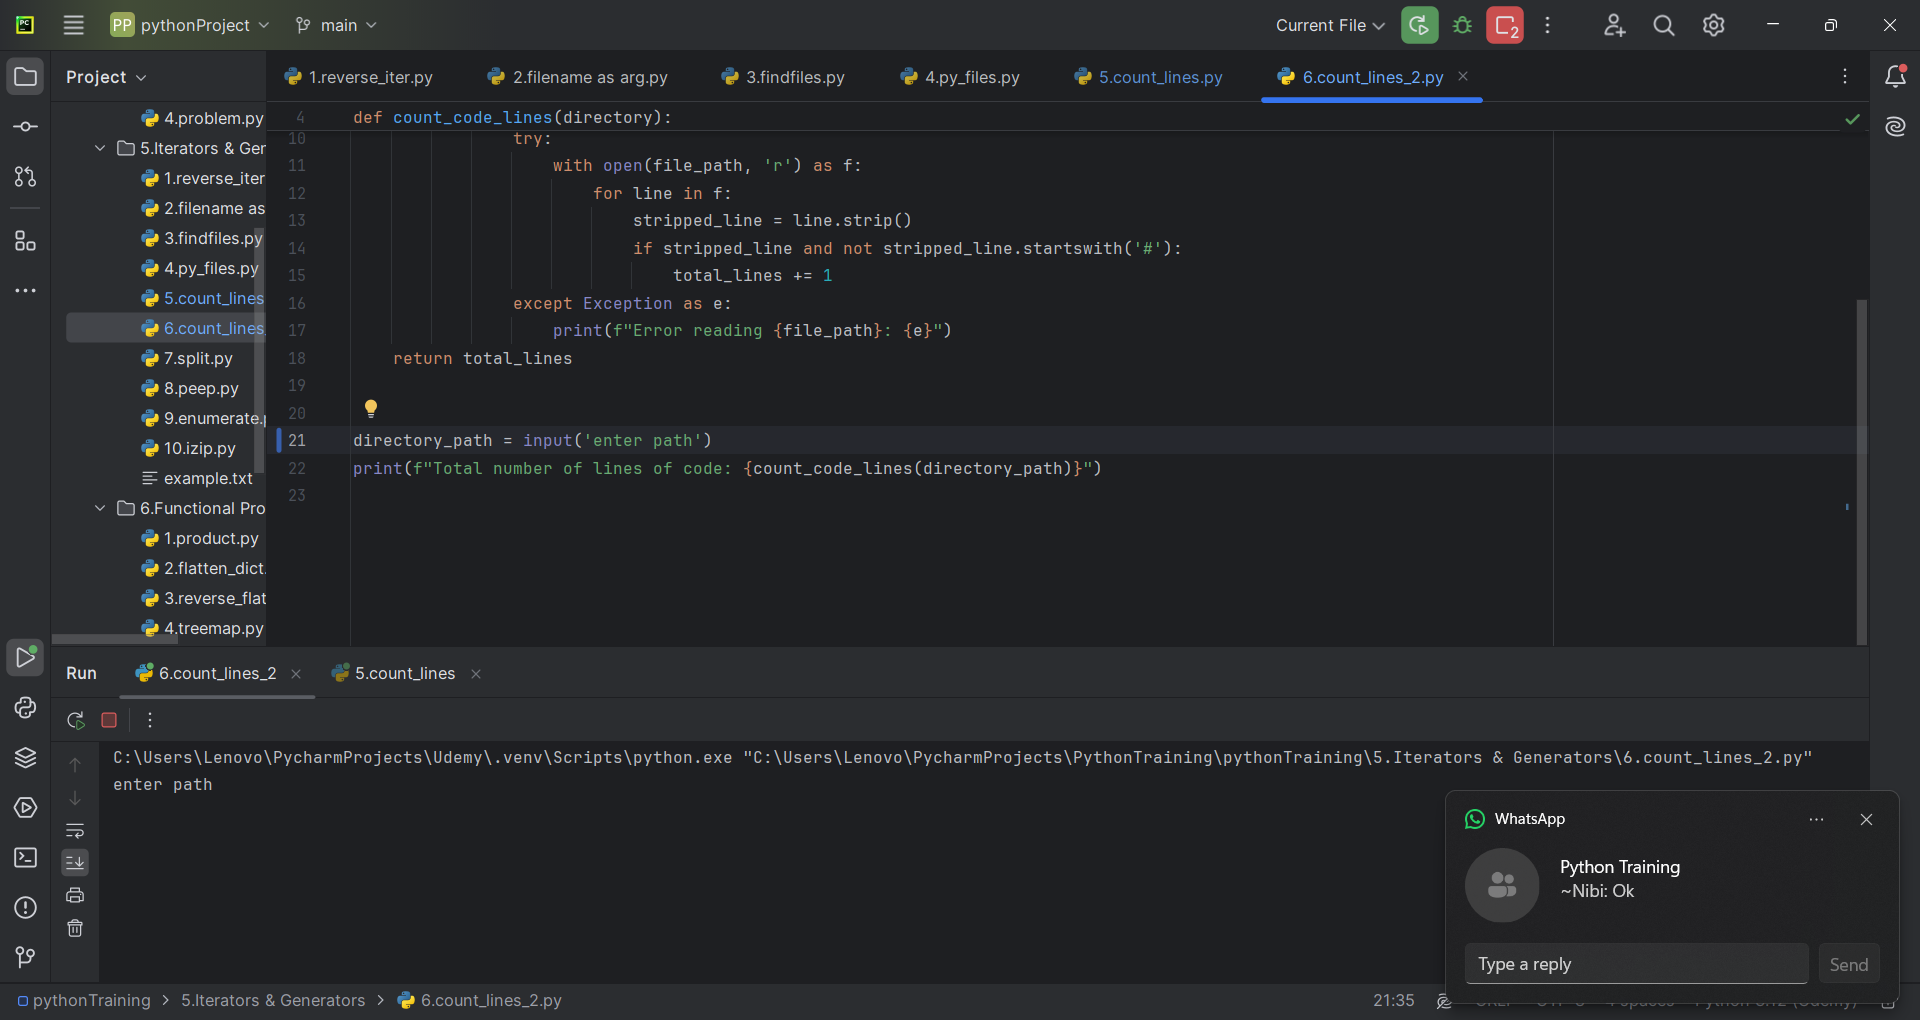 PC
PP pythonProject main Current File 2
Project
1.reverse_iter.py 2.filename as arg.py 3.findfiles.py 4.py_files.py 5.count_lines.py 6.count_lines_2.py
4.problem.py
5.Iterators & Ger
1.reverse_iter
2.filename as
3.findfiles.py
4.py_files.py
5.count_lines
6.count_lines
7.split.py
8.peep.py
9.enumerate.
10.izip.py
example.txt
6.Functional Pro
1.product.py
2.flatten_dict.
3.reverse_flat
4.treemap.py
4 def count_code_lines(directory):
10 try:
11 with open(file_path, 'r') as f:
12 for line in f:
13 stripped_line = line.strip()
14 if stripped_line and not stripped_line.startswith('#'):
15 total_lines += 1
16 except Exception as e:
17 print(f"Error reading {file_path}: {e}")
18 return total_lines
19
20
21 directory_path = input('enter path')
22 print(f"Total number of lines of code: {count_code_lines(directory_path)}")
23
Run 6.count_lines_2 5.count_lines
C:\Users\Lenovo\PycharmProjects\Udemy\.venv\Scripts\python.exe "C:\Users\Lenovo\PycharmProjects\PythonTraining\pythonTraining\5.Iterators & Generators\6.count_lines_2.py"
enter path
WhatsApp
Python Training
~Nibi: Ok
Type a reply Send
pythonTraining > 5.Iterators & Generators > 6.count_lines_2.py 21:35